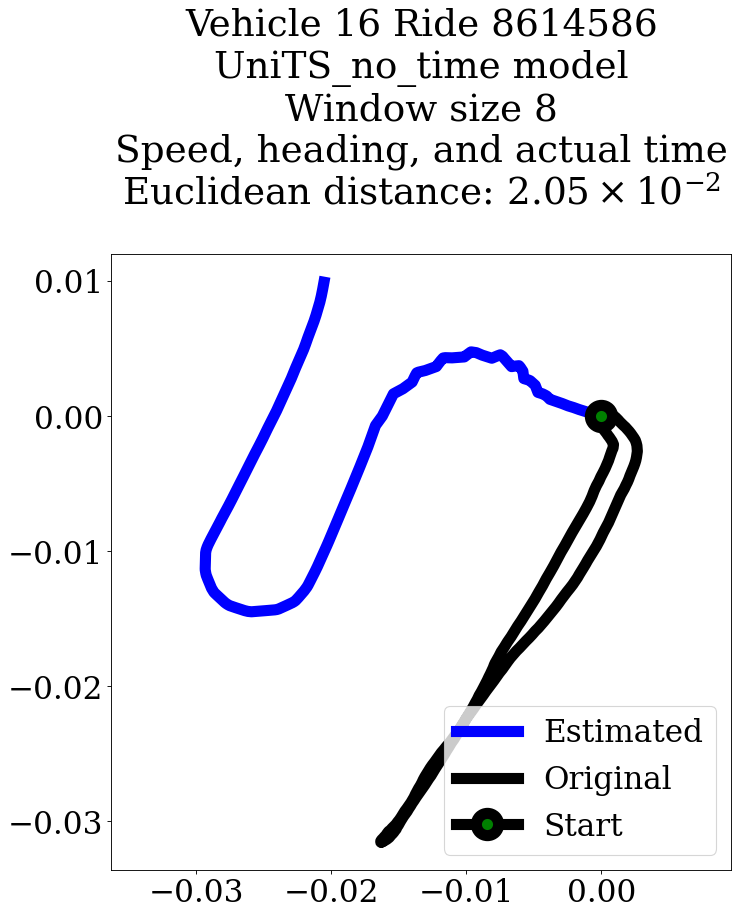 Vehicle 16 Ride 8614586
UniTS_no_time model
Window size 8
Speed, heading, and actual time
Euclidean distance: 2.05 × 10⁻²
0.01
0.00
−0.01
−0.02
−0.03
Estimated
Original
Start
−0.03 −0.02 −0.01 0.00